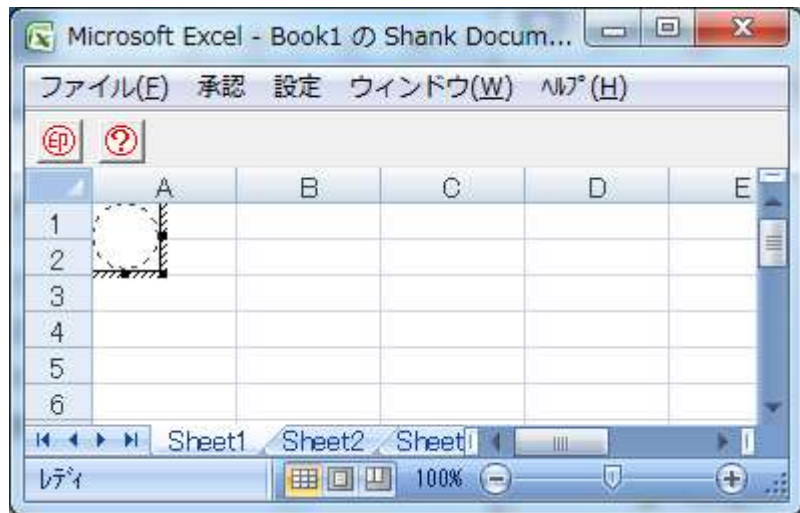 Microsoft Excel - Book1 の Shank Docum...
ファイル(F) 承認 設定 ウィンドウ(W) ﾍﾙﾌﾟ(H)
印 ?
A B C D E
1
2
3
4
5
6
Sheet1 Sheet2 Sheet
ﾚﾃﾞｨ 100%